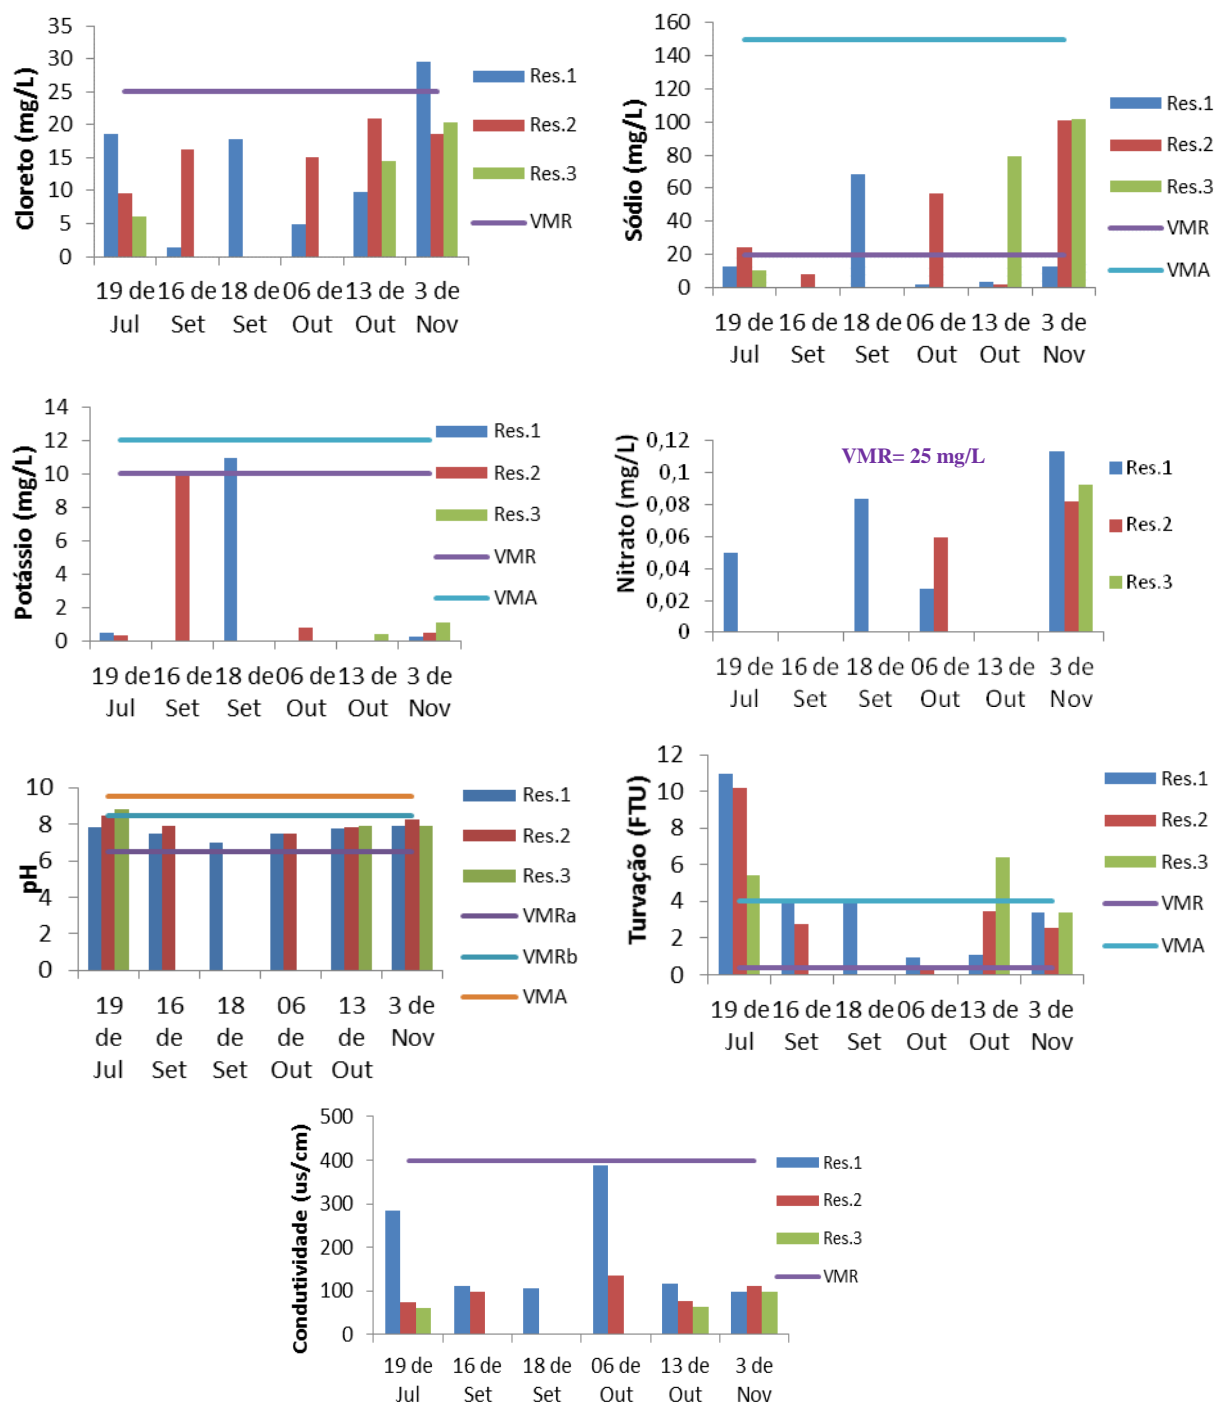 Cloreto (mg/L)
35
30
25
20
15
10
5
0
19 de
Jul
16 de
Set
18 de
Set
06 de
Out
13 de
Out
3 de
Nov
Res.1
Res.2
Res.3
VMR
Sódio (mg/L)
160
140
120
100
80
60
40
20
0
19 de
Jul
16 de
Set
18 de
Set
06 de
Out
13 de
Out
3 de
Nov
Res.1
Res.2
Res.3
VMR
VMA
Potássio (mg/L)
14
12
10
8
6
4
2
0
19 de
Jul
16 de
Set
18 de
Set
06 de
Out
13 de
Out
3 de
Nov
Res.1
Res.2
Res.3
VMR
VMA
Nitrato (mg/L)
0,12
0,1
0,08
0,06
0,04
0,02
0
VMR= 25 mg/L
19 de
Jul
16 de
Set
18 de
Set
06 de
Out
13 de
Out
3 de
Nov
Res.1
Res.2
Res.3
pH
10
8
6
4
2
0
19
de
Jul
16
de
Set
18
de
Set
06
de
Out
13
de
Out
3 de
Nov
Res.1
Res.2
Res.3
VMRa
VMRb
VMA
Turvação (FTU)
12
10
8
6
4
2
0
19 de
Jul
16 de
Set
18 de
Set
06 de
Out
13 de
Out
3 de
Nov
Res.1
Res.2
Res.3
VMR
VMA
Condutividade (us/cm)
500
400
300
200
100
0
19 de
Jul
16 de
Set
18 de
Set
06 de
Out
13 de
Out
3 de
Nov
Res.1
Res.2
Res.3
VMR